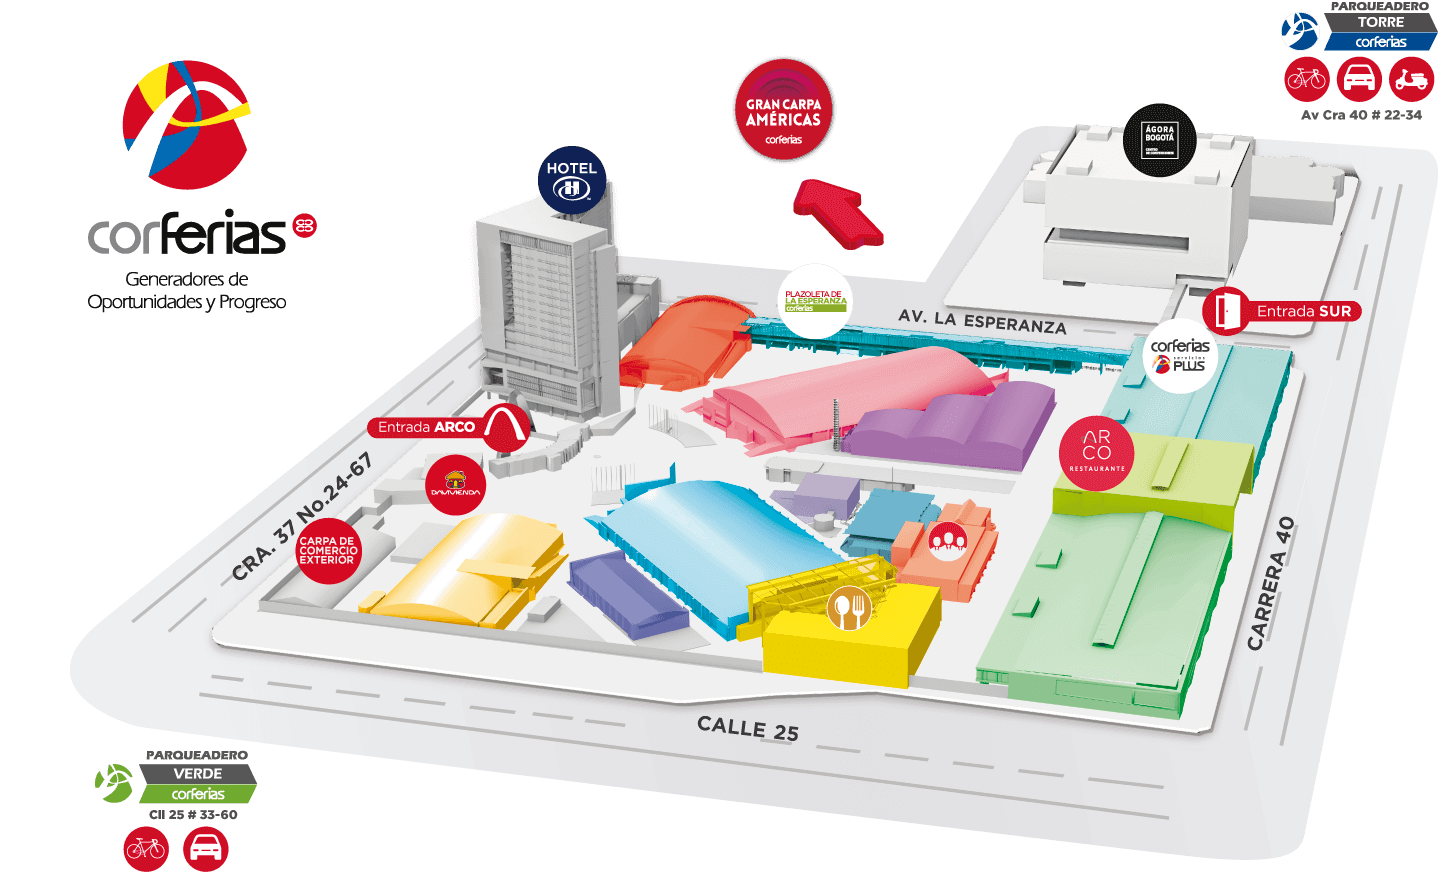 PARQUEADERO
TORRE
corferias
Av Cra 40 # 22-34
GRAN CARPA
AMÉRICAS
corferias
ÁGORA
BOGOTÁ
HOTEL
H
corferias
Generadores de
Oportunidades y Progreso
PLAZOLETA DE
LA ESPERANZA
corferias
AV. LA ESPERANZA
Entrada SUR
corferias
servicios
PLUS
Entrada ARCO
AR
CO
RESTAURANTE
DAVIVIENDA
CRA. 37 No.24-67
CARPA DE
COMERCIO
EXTERIOR
CARRERA 40
CALLE 25
PARQUEADERO
VERDE
corferias
Cll 25 # 33-60